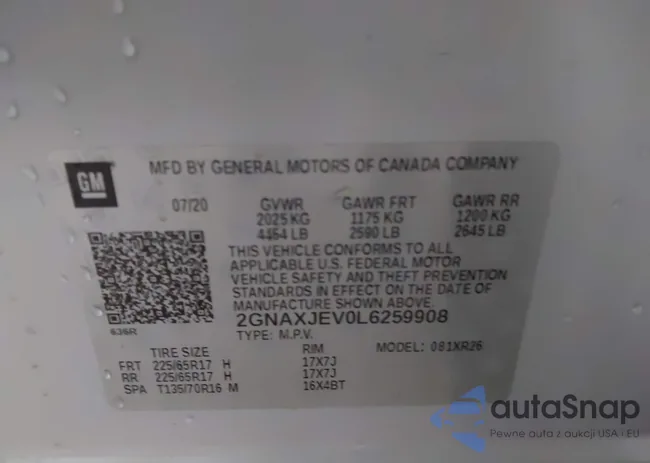 GM
MFD BY GENERAL MOTORS OF CANADA COMPANY
07/20 GVWR GAWR FRT GAWR RR
2025 KG 1175 KG 1200 KG
4464 LB 2590 LB 2645 LB
THIS VEHICLE CONFORMS TO ALL
APPLICABLE U.S. FEDERAL MOTOR
VEHICLE SAFETY AND THEFT PREVENTION
STANDARDS IN EFFECT ON THE DATE OF
MANUFACTURE SHOWN ABOVE.
636R 2GNAXJEV0L6259908
TYPE: M.P.V. MODEL: 081XR26
TIRE SIZE RIM
FRT 225/65R17 H 17X7J
RR 225/65R17 H 17X7J
SPA T135/70R16 M 16X4BT
autaSnap
Pewne auta z aukcji USA i EU